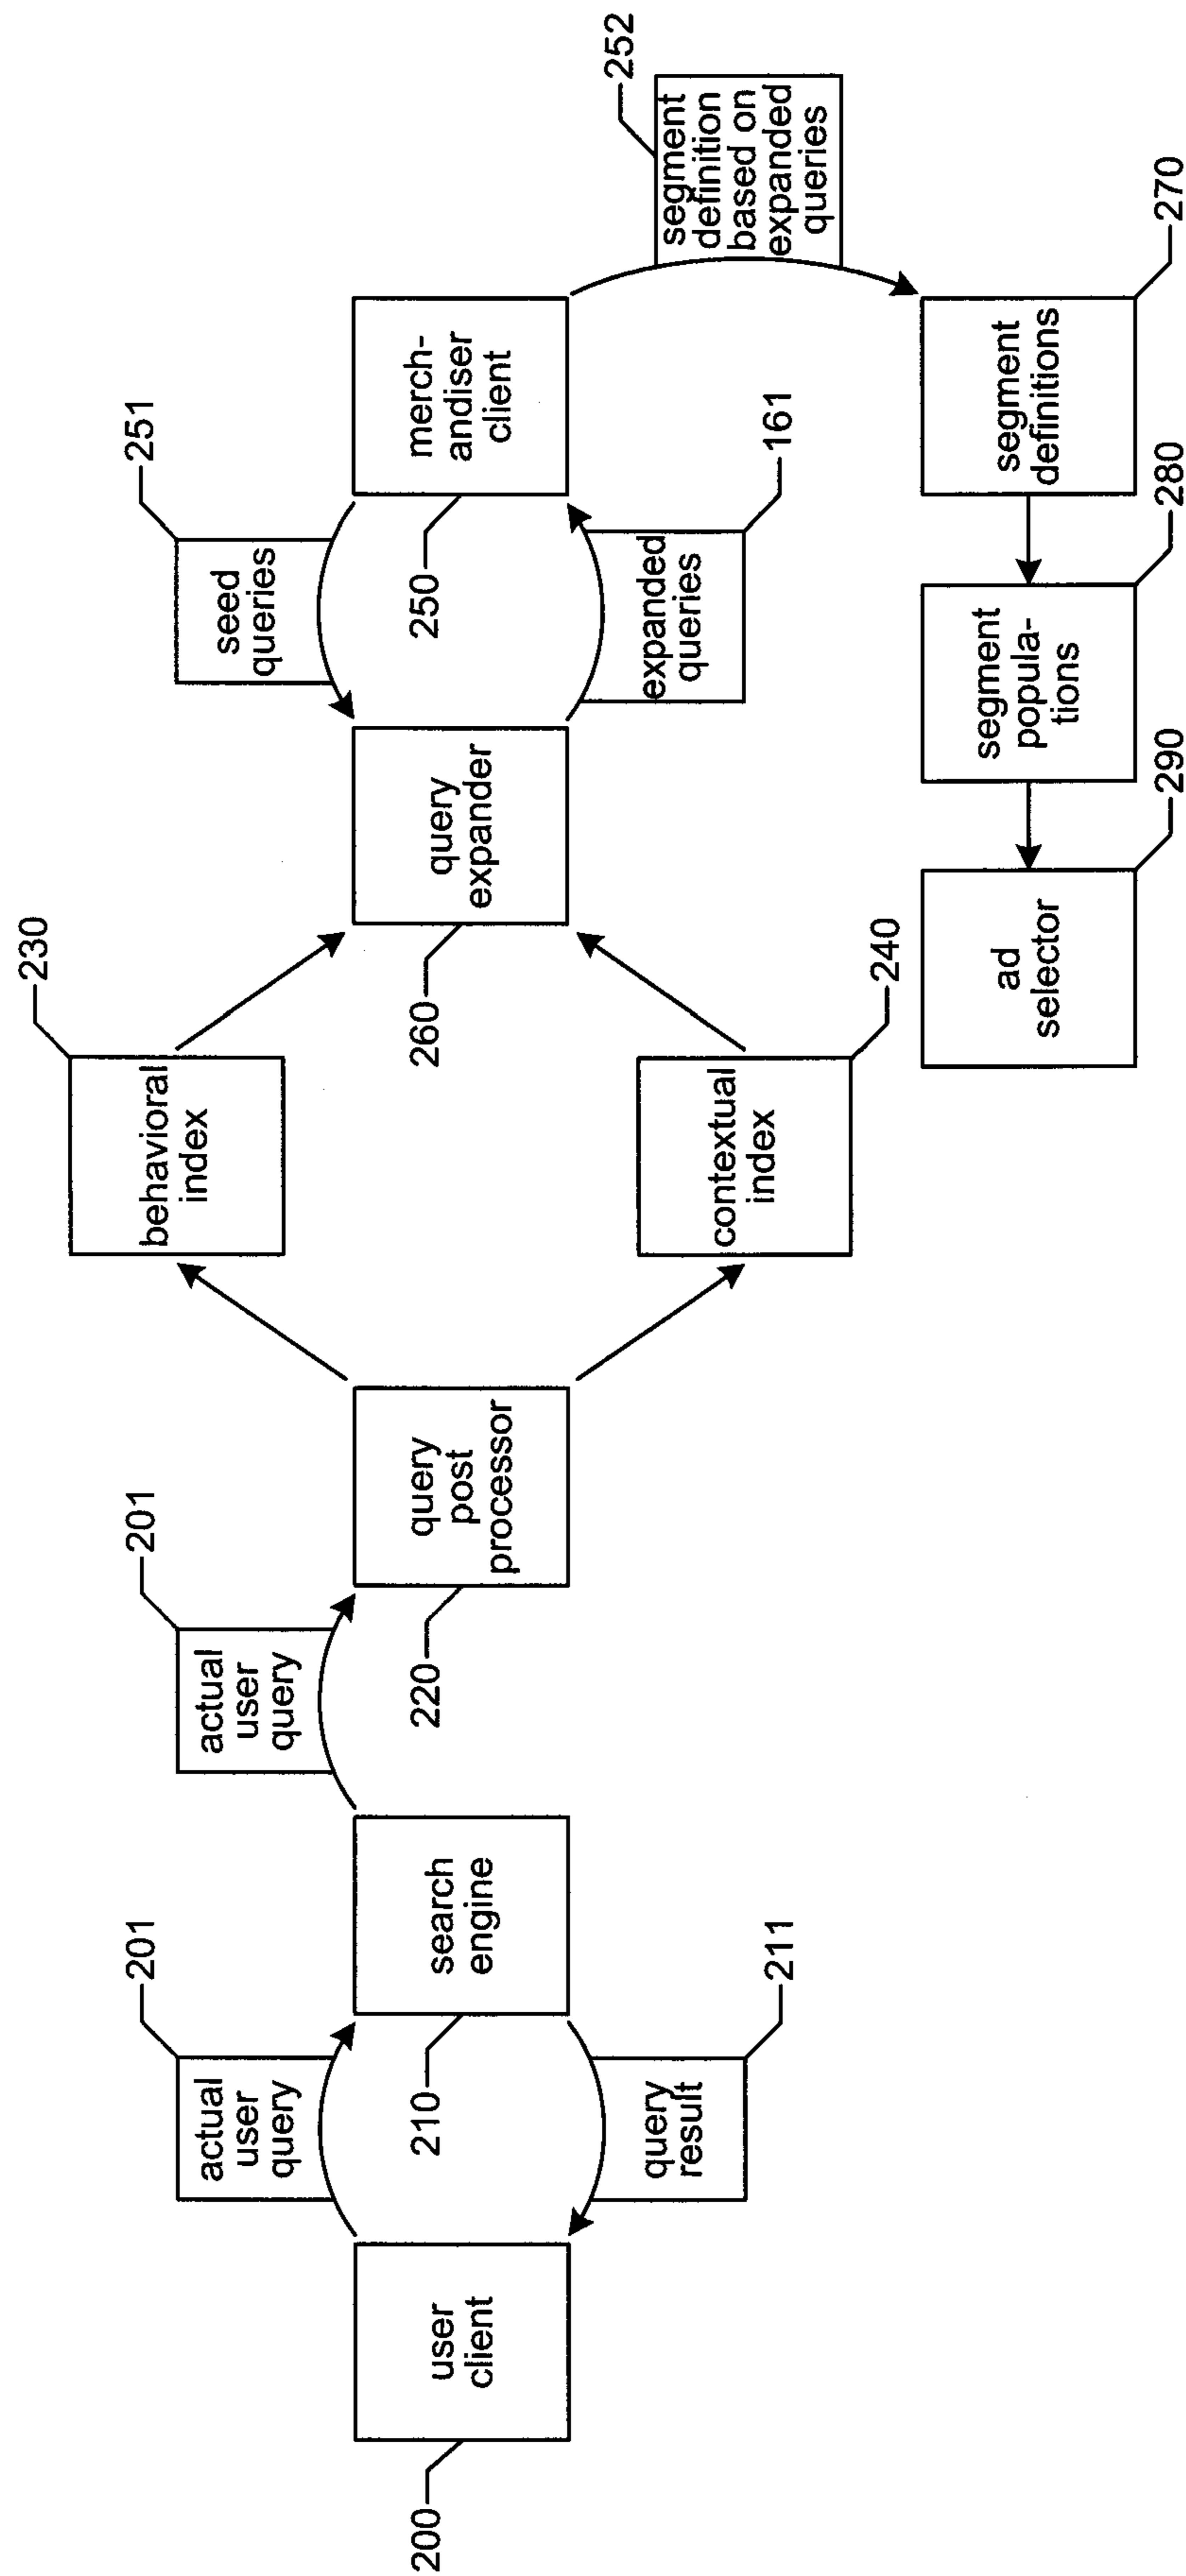 200
user
client
201
actual
user
query
query
result
211
210
search
engine
201
actual
user
query
220
query
post
processor
230
behavioral
index
240
contextual
index
260
query
expander
251
seed
queries
expanded
queries
161
250
merch-
andiser
client
252
segment
definition
based on
expanded
queries
270
segment
definitions
280
segment
popula-
tions
290
ad
selector